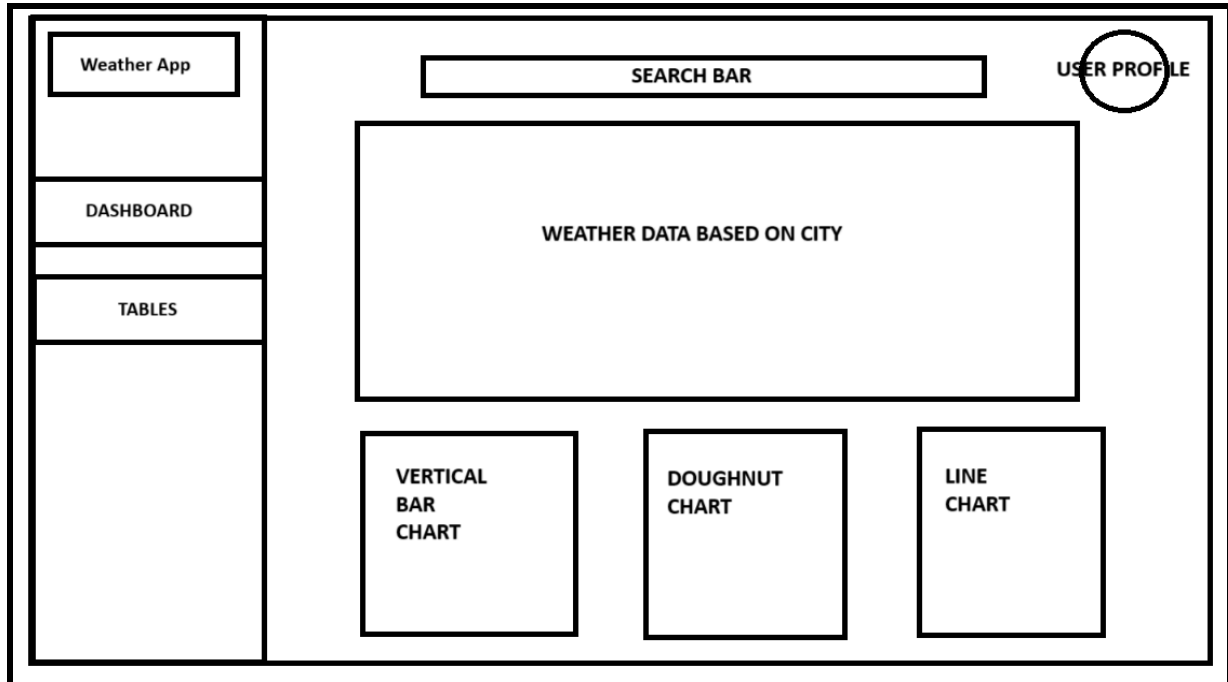 Weather App
SEARCH BAR
USER PROFILE
DASHBOARD
TABLES
WEATHER DATA BASED ON CITY
VERTICAL
BAR
CHART
DOUGHNUT
CHART
LINE
CHART